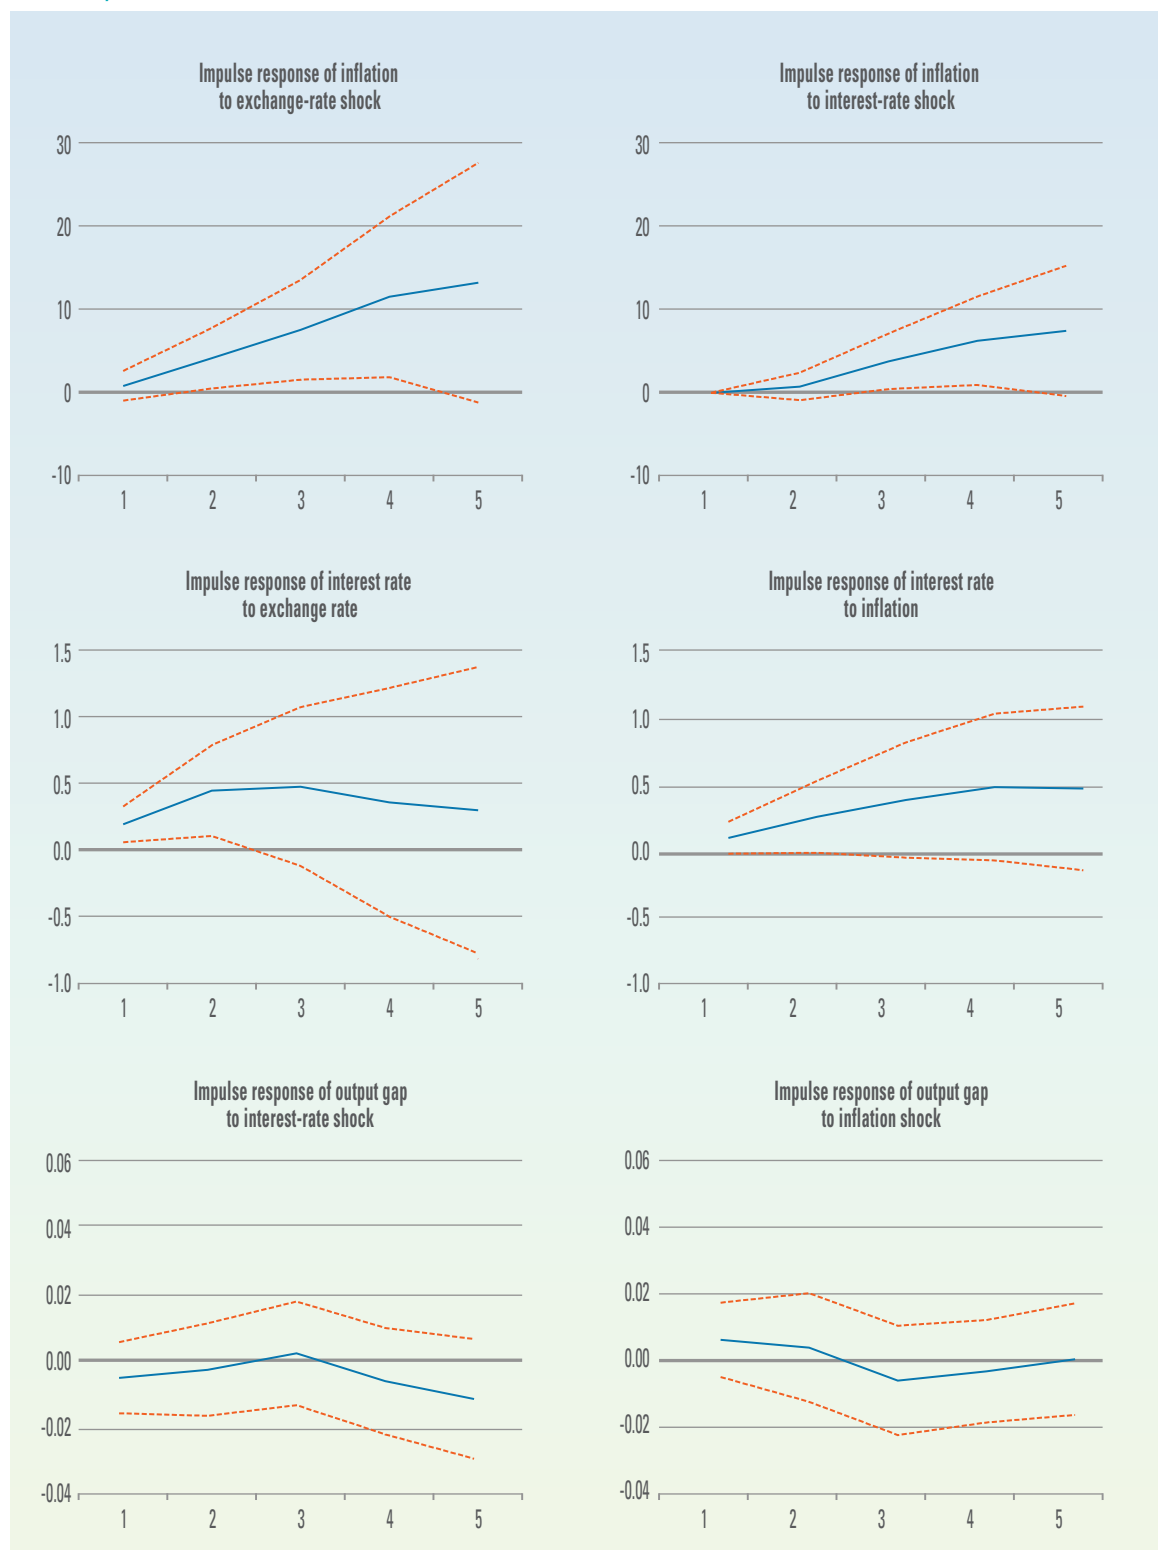 Impulse response of inflation
to exchange-rate shock
30
20
10
0
-10
1 2 3 4 5
Impulse response of inflation
to interest-rate shock
30
20
10
0
-10
1 2 3 4 5
Impulse response of interest rate
to exchange rate
1.5
1.0
0.5
0.0
-0.5
-1.0
1 2 3 4 5
Impulse response of interest rate
to inflation
1.5
1.0
0.5
0.0
-0.5
-1.0
1 2 3 4 5
Impulse response of output gap
to interest-rate shock
0.06
0.04
0.02
0.00
-0.02
-0.04
1 2 3 4 5
Impulse response of output gap
to inflation shock
0.06
0.04
0.02
0.00
-0.02
-0.04
1 2 3 4 5